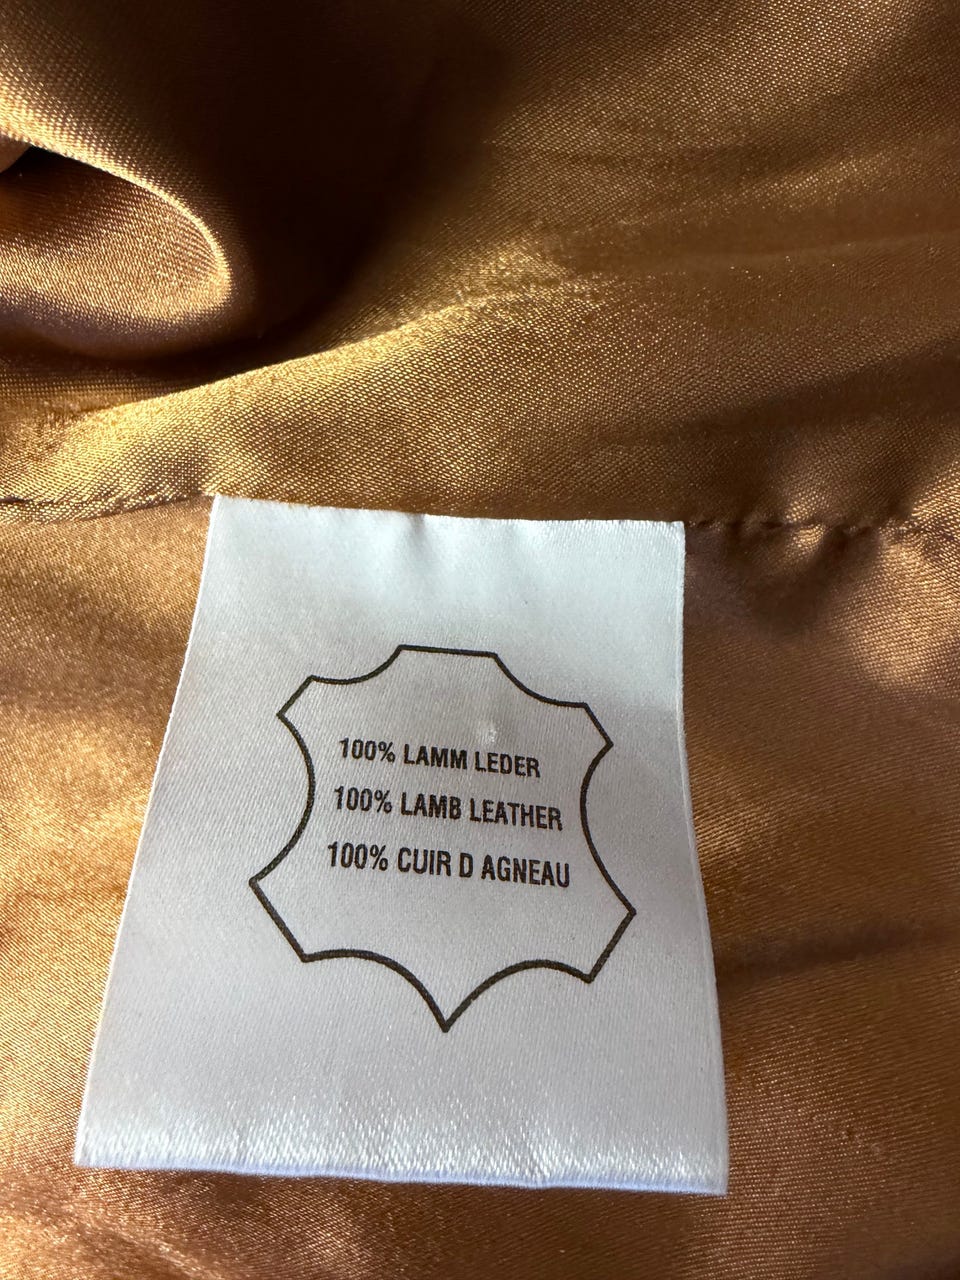 100% LAMM LEDER
100% LAMB LEATHER
100% CUIR D AGNEAU